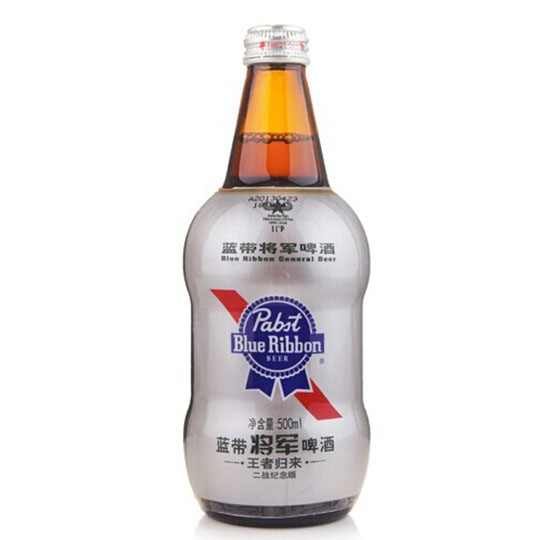 A20130423
11°P
蓝带将军啤酒
Blue Ribbon General Beer
Pabst
Blue Ribbon
BEER
®
净含量:500ml
蓝带将军啤酒
王者归来
二战纪念版